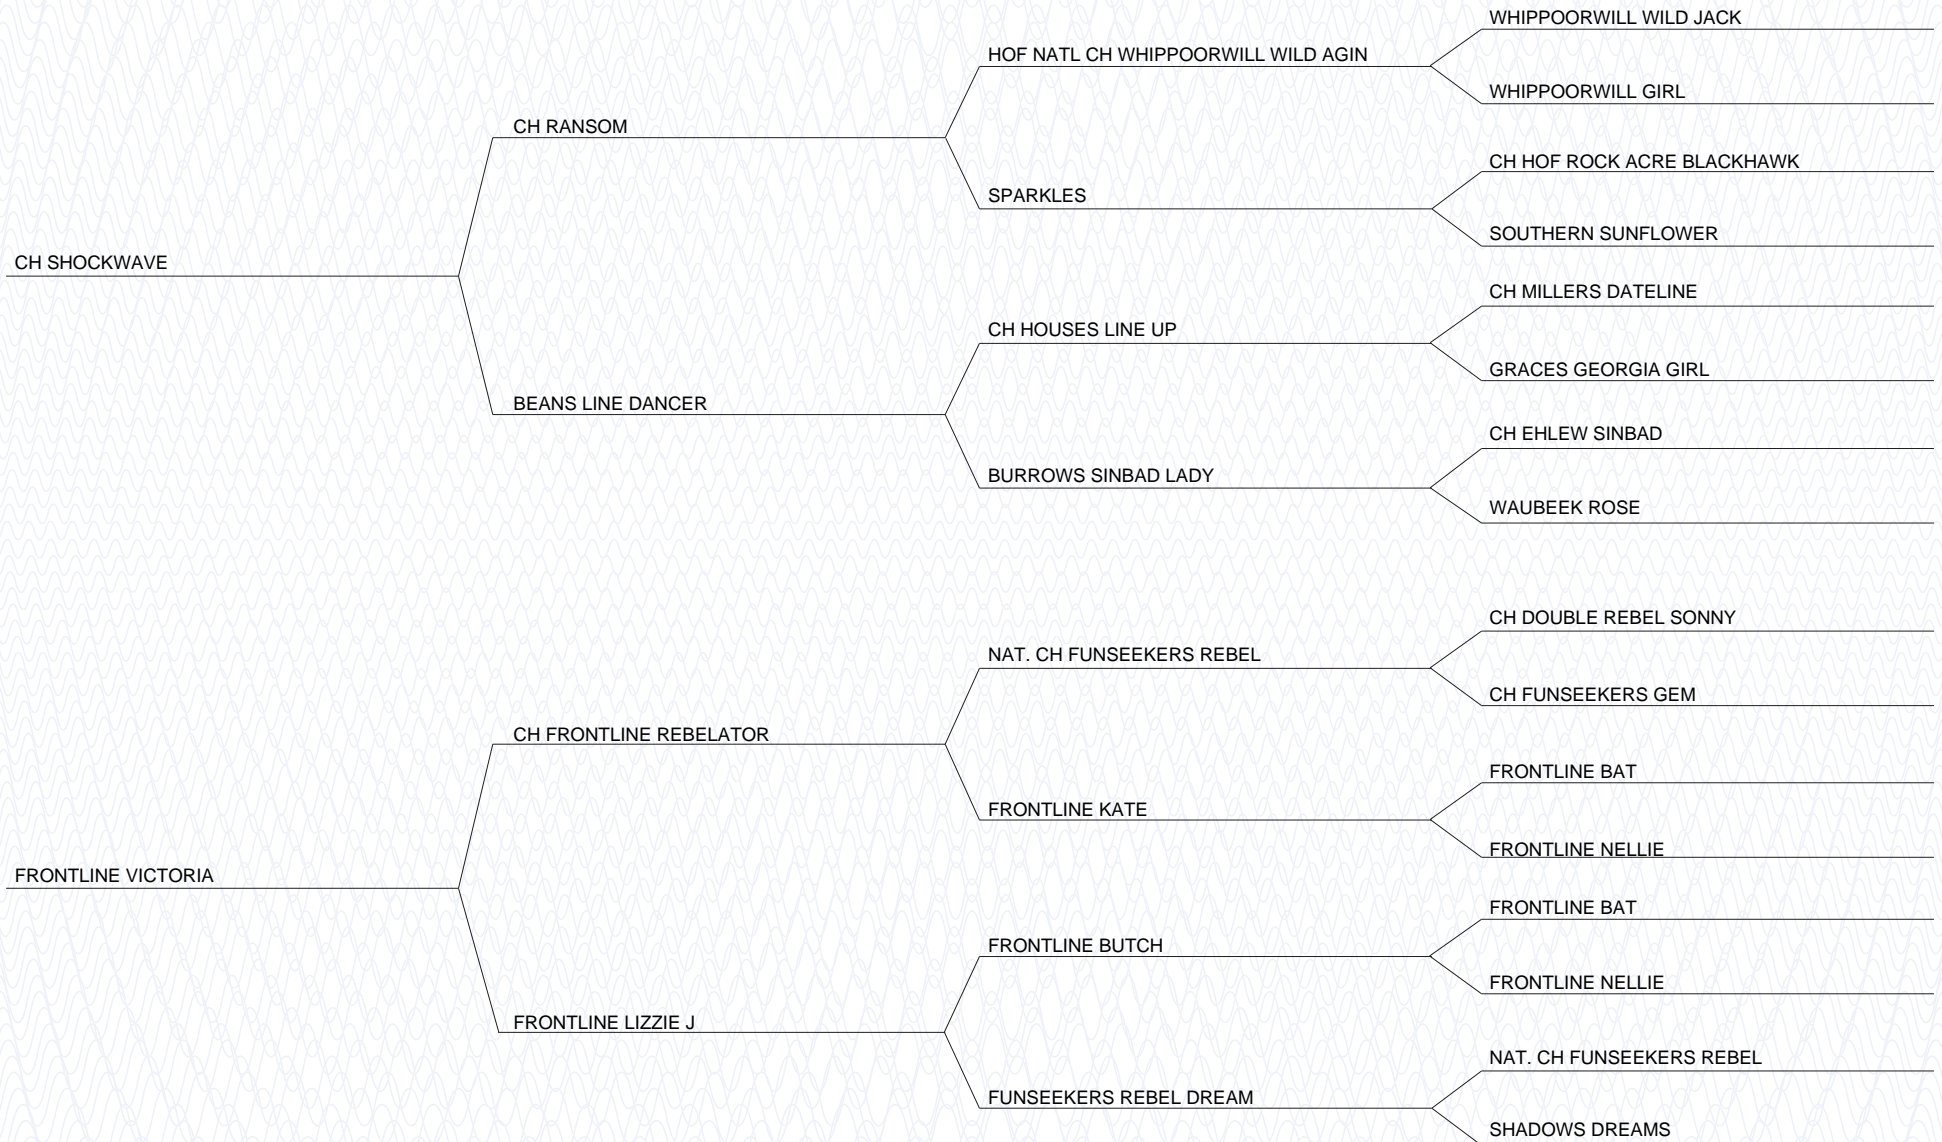 WHIPPOORWILL WILD JACK
HOF NATL CH WHIPPOORWILL WILD AGIN
WHIPPOORWILL GIRL
CH RANSOM
CH HOF ROCK ACRE BLACKHAWK
SPARKLES
SOUTHERN SUNFLOWER
CH SHOCKWAVE
CH MILLERS DATELINE
CH HOUSES LINE UP
GRACES GEORGIA GIRL
BEANS LINE DANCER
CH EHLEW SINBAD
BURROWS SINBAD LADY
WAUBEEK ROSE
CH DOUBLE REBEL SONNY
NAT. CH FUNSEEKERS REBEL
CH FUNSEEKERS GEM
CH FRONTLINE REBELATOR
FRONTLINE BAT
FRONTLINE KATE
FRONTLINE NELLIE
FRONTLINE VICTORIA
FRONTLINE BAT
FRONTLINE BUTCH
FRONTLINE NELLIE
FRONTLINE LIZZIE J
NAT. CH FUNSEEKERS REBEL
FUNSEEKERS REBEL DREAM
SHADOWS DREAMS